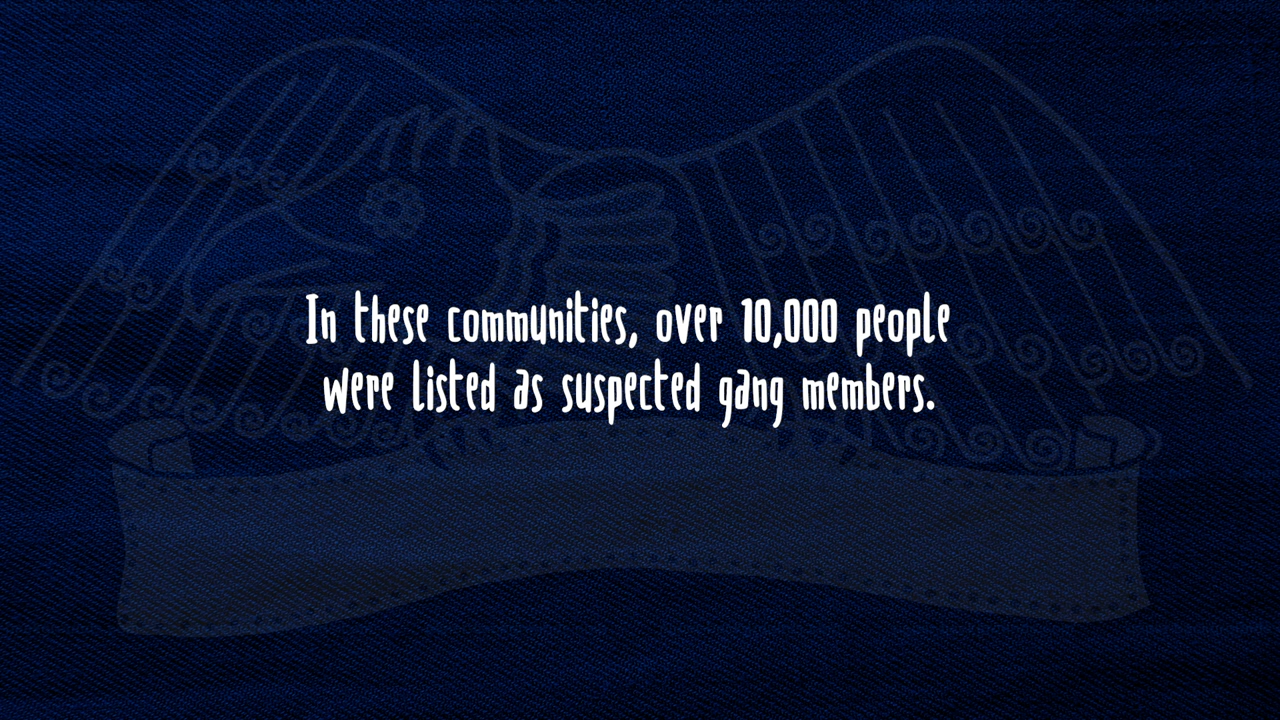 In these communities, over 10,000 people
were listed as suspected gang members.